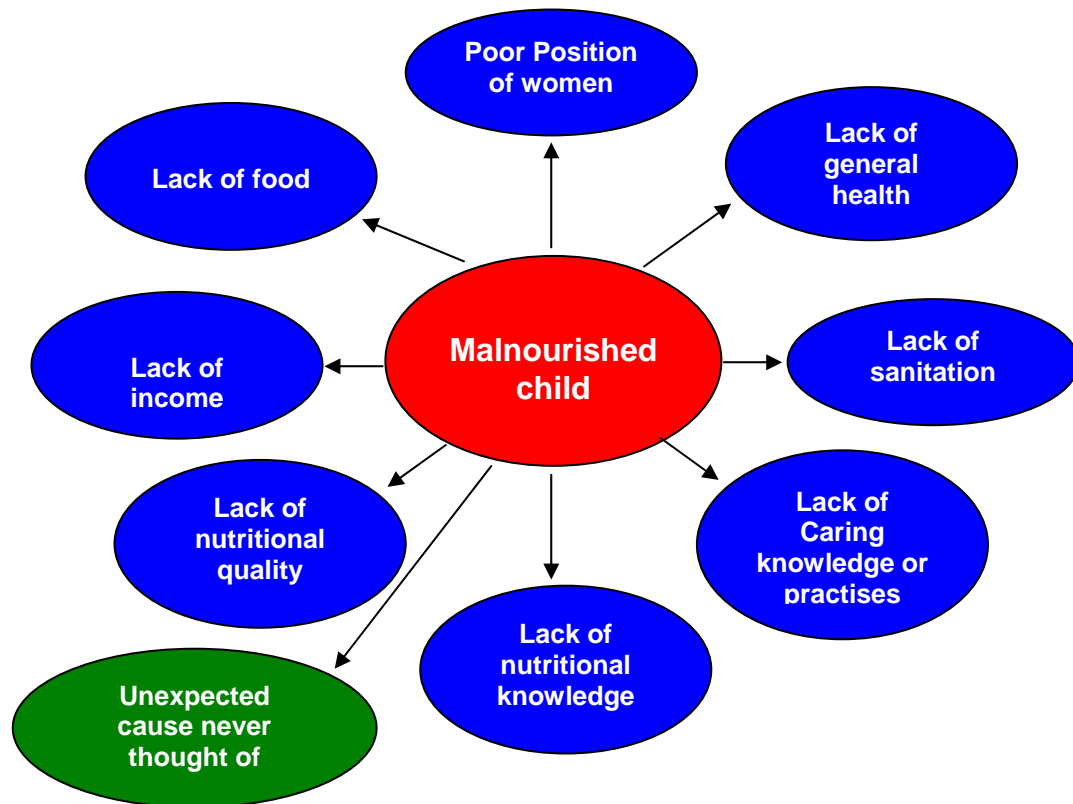 Poor Position
of women
Lack of
general
health
Lack of food
Malnourished
child
Lack of
sanitation
Lack of
income
Lack of
nutritional
quality
Lack of
Caring
knowledge or
practises
Lack of
nutritional
knowledge
Unexpected
cause never
thought of